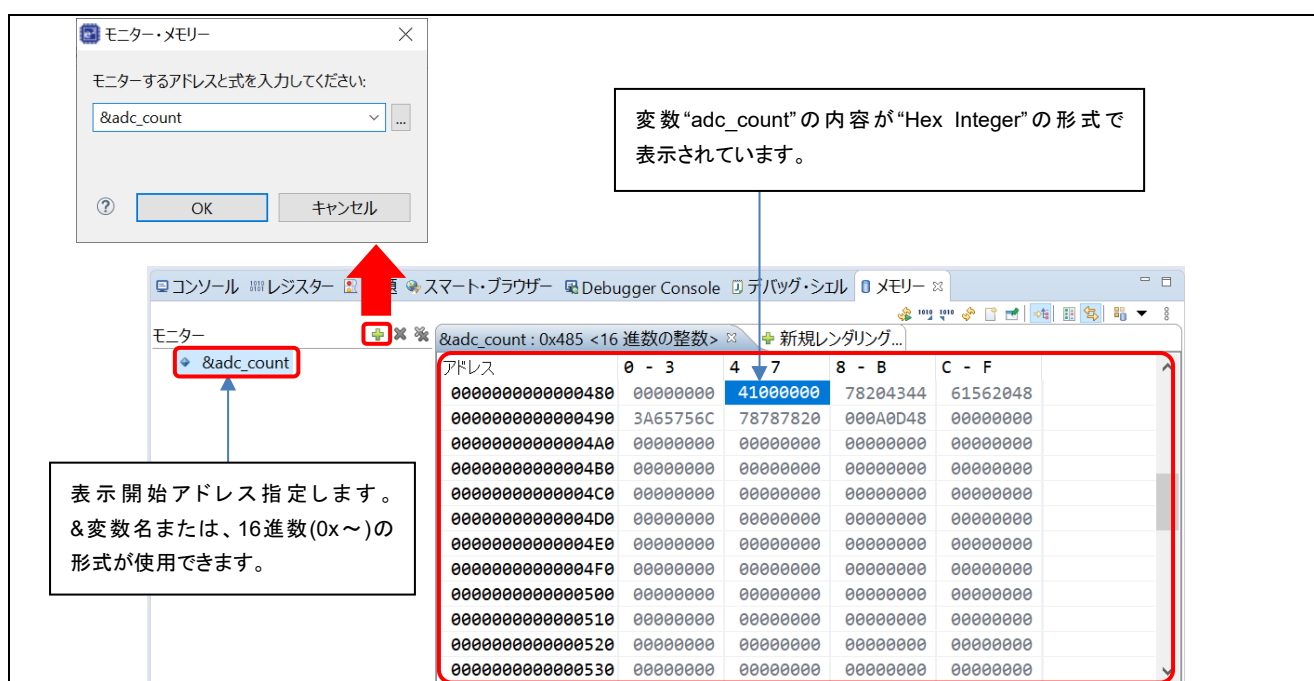 モニター・メモリー
モニターするアドレスと式を入力してください:
&adc_count
...
OK キャンセル
変数“adc_count”の内容が“Hex Integer”の形式で
表示されています。
コンソール レジスター 題 スマート・ブラウザー Debugger Console デバッグ・シェル メモリー
モニター
&adc_count
&adc_count : 0x485 <16 進数の整数> 新規レンダリング...
アドレス 0 - 3 4 - 7 8 - B C - F
0000000000000480 00000000 41000000 78204344 61562048
0000000000000490 3A65756C 78787820 000A0D48 00000000
00000000000004A0 00000000 00000000 00000000 00000000
00000000000004B0 00000000 00000000 00000000 00000000
00000000000004C0 00000000 00000000 00000000 00000000
00000000000004D0 00000000 00000000 00000000 00000000
00000000000004E0 00000000 00000000 00000000 00000000
00000000000004F0 00000000 00000000 00000000 00000000
0000000000000500 00000000 00000000 00000000 00000000
0000000000000510 00000000 00000000 00000000 00000000
0000000000000520 00000000 00000000 00000000 00000000
0000000000000530 00000000 00000000 00000000 00000000
表示開始アドレス指定します。
&変数名または、16進数(0x～)の
形式が使用できます。